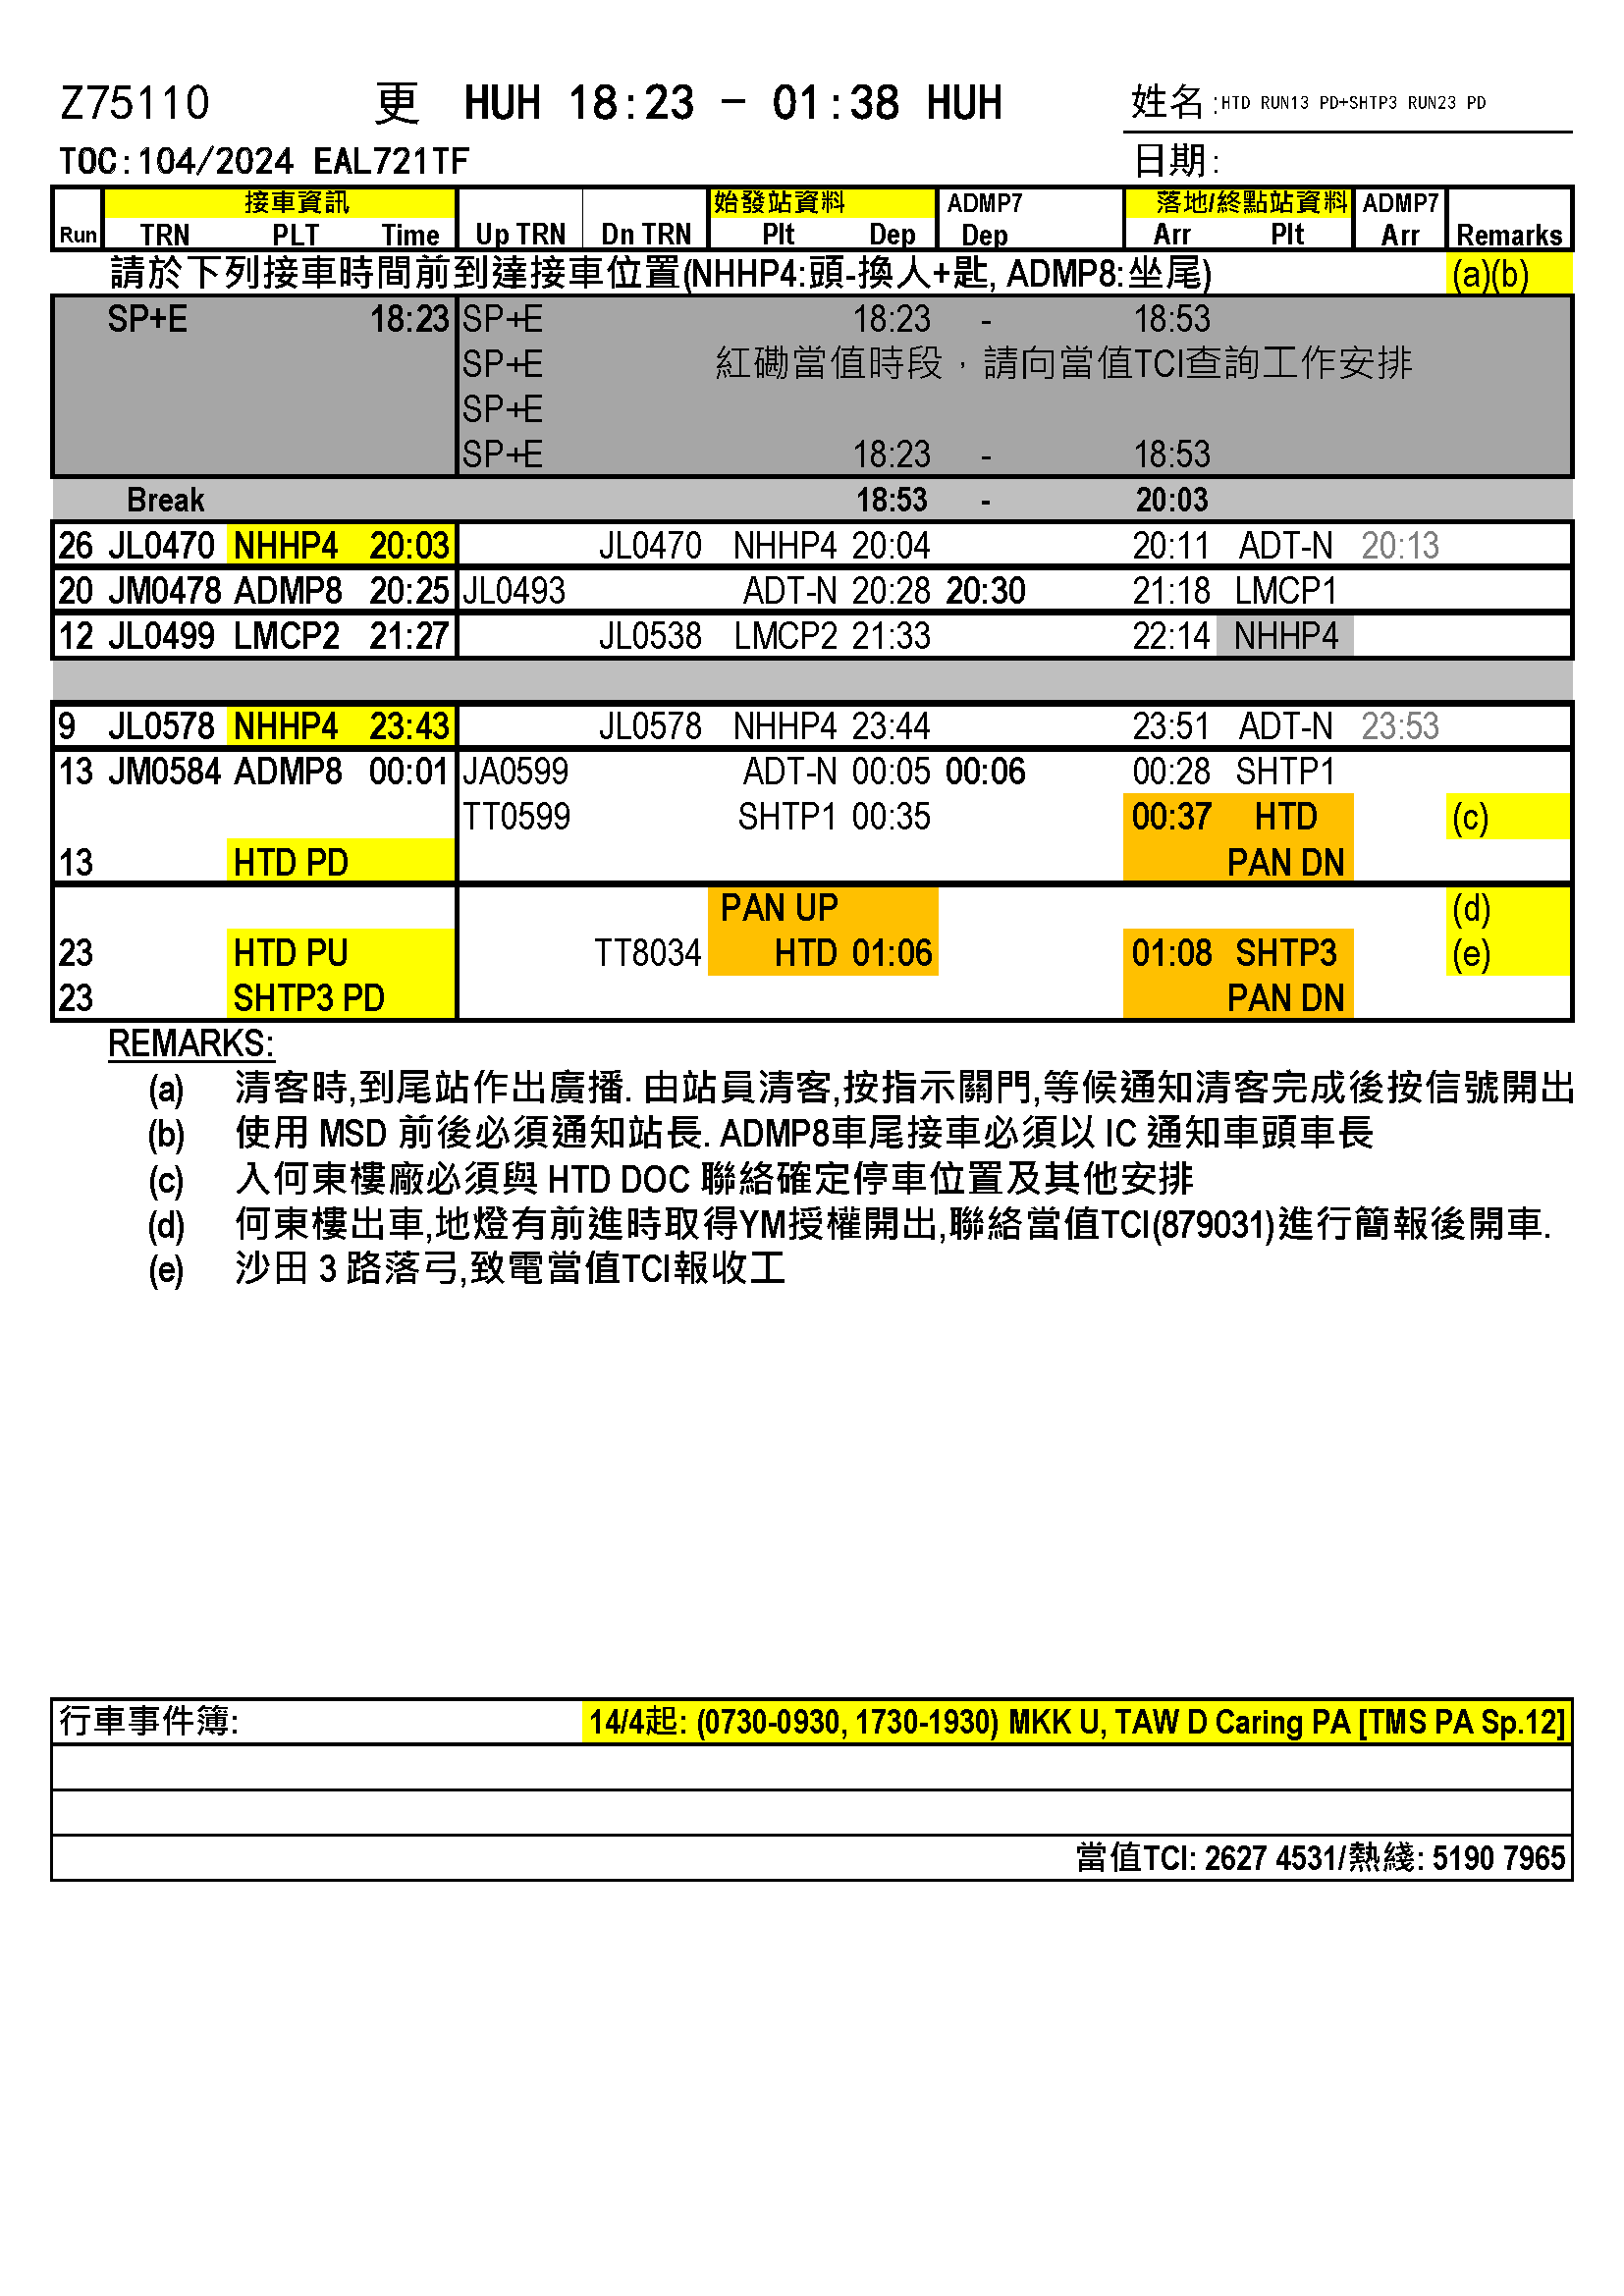 Z75110 更 HUH 18:23 – 01:38 HUH 姓名:HTD RUN13 PD+SHTP3 RUN23 PD
TOC:104/2024 EAL721TF 日期:
接車資訊 始發站資料 ADMP7 落地/終點站資料 ADMP7
Run TRN PLT Time Up TRN Dn TRN Plt Dep Dep Arr Plt Arr Remarks
請於下列接車時間前到達接車位置(NHHP4:頭-換人+匙, ADMP8:坐尾) (a)(b)
SP+E 18:23 SP+E 18:23 - 18:53
SP+E 紅磡當值時段，請向當值TCI查詢工作安排
SP+E
SP+E 18:23 - 18:53
Break 18:53 - 20:03
26 JL0470 NHHP4 20:03 JL0470 NHHP4 20:04 20:11 ADT-N 20:13
20 JM0478 ADMP8 20:25 JL0493 ADT-N 20:28 20:30 21:18 LMCP1
12 JL0499 LMCP2 21:27 JL0538 LMCP2 21:33 22:14 NHHP4
9 JL0578 NHHP4 23:43 JL0578 NHHP4 23:44 23:51 ADT-N 23:53
13 JM0584 ADMP8 00:01 JA0599 ADT-N 00:05 00:06 00:28 SHTP1
TT0599 SHTP1 00:35 00:37 HTD (c)
13 HTD PD PAN DN
PAN UP (d)
23 HTD PU TT8034 HTD 01:06 01:08 SHTP3 (e)
23 SHTP3 PD PAN DN
REMARKS:
(a) 清客時,到尾站作出廣播. 由站員清客,按指示關門,等候通知清客完成後按信號開出
(b) 使用 MSD 前後必須通知站長. ADMP8車尾接車必須以 IC 通知車頭車長
(c) 入何東樓廠必須與 HTD DOC 聯絡確定停車位置及其他安排
(d) 何東樓出車,地燈有前進時取得YM授權開出,聯絡當值TCI(879031)進行簡報後開車.
(e) 沙田 3 路落弓,致電當值TCI報收工
行車事件簿: 14/4起: (0730-0930, 1730-1930) MKK U, TAW D Caring PA [TMS PA Sp.12]
當值TCI: 2627 4531/熱綫: 5190 7965